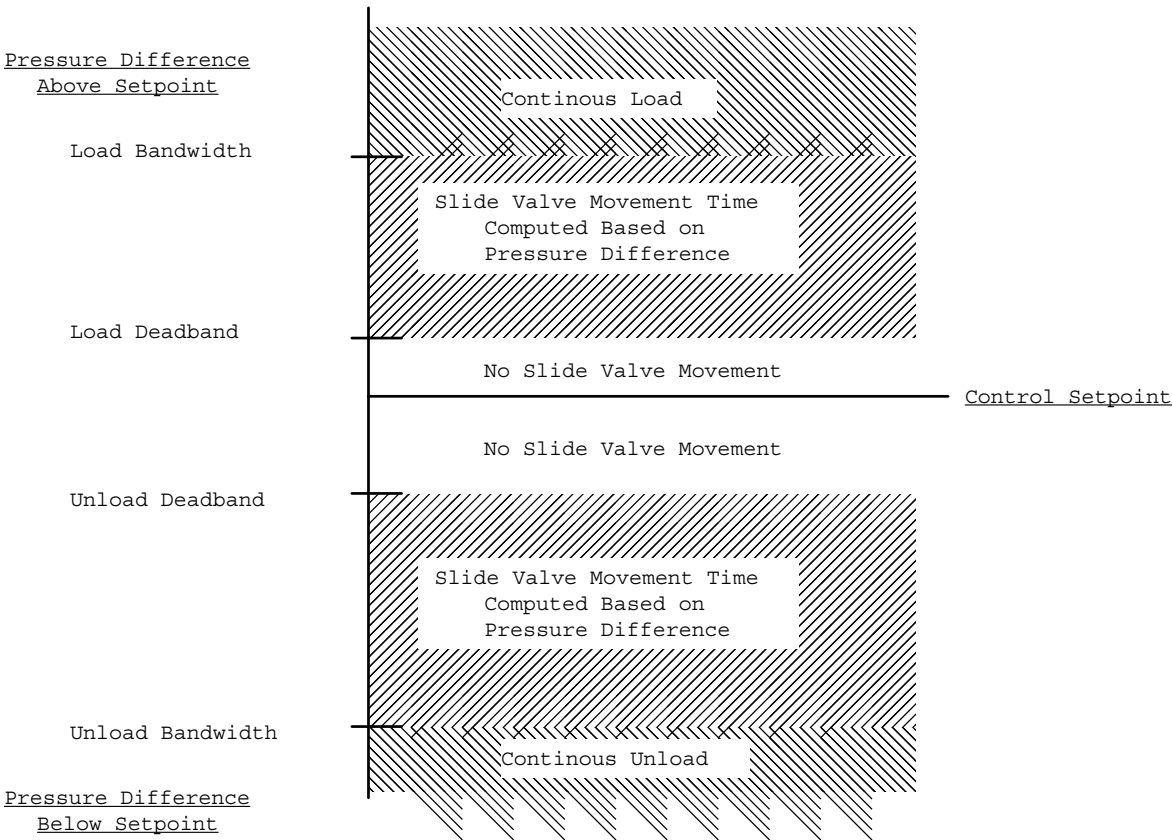 Pressure Difference
Above Setpoint
Continous Load
Load Bandwidth
Slide Valve Movement Time
Computed Based on
Pressure Difference
Load Deadband
No Slide Valve Movement
Control Setpoint
No Slide Valve Movement
Unload Deadband
Slide Valve Movement Time
Computed Based on
Pressure Difference
Unload Bandwidth
Continous Unload
Pressure Difference
Below Setpoint